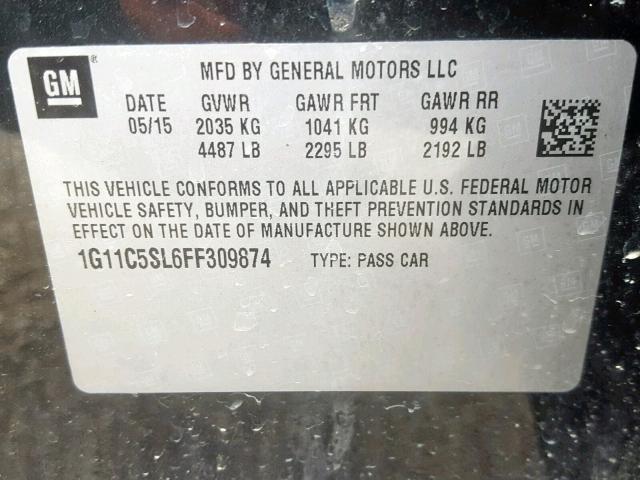 GM ®
MFD BY GENERAL MOTORS LLC
DATE GVWR GAWR FRT GAWR RR
05/15 2035 KG 1041 KG 994 KG
4487 LB 2295 LB 2192 LB
THIS VEHICLE CONFORMS TO ALL APPLICABLE U.S. FEDERAL MOTOR
VEHICLE SAFETY, BUMPER, AND THEFT PREVENTION STANDARDS IN
EFFECT ON THE DATE OF MANUFACTURE SHOWN ABOVE.
1G11C5SL6FF309874 TYPE: PASS CAR